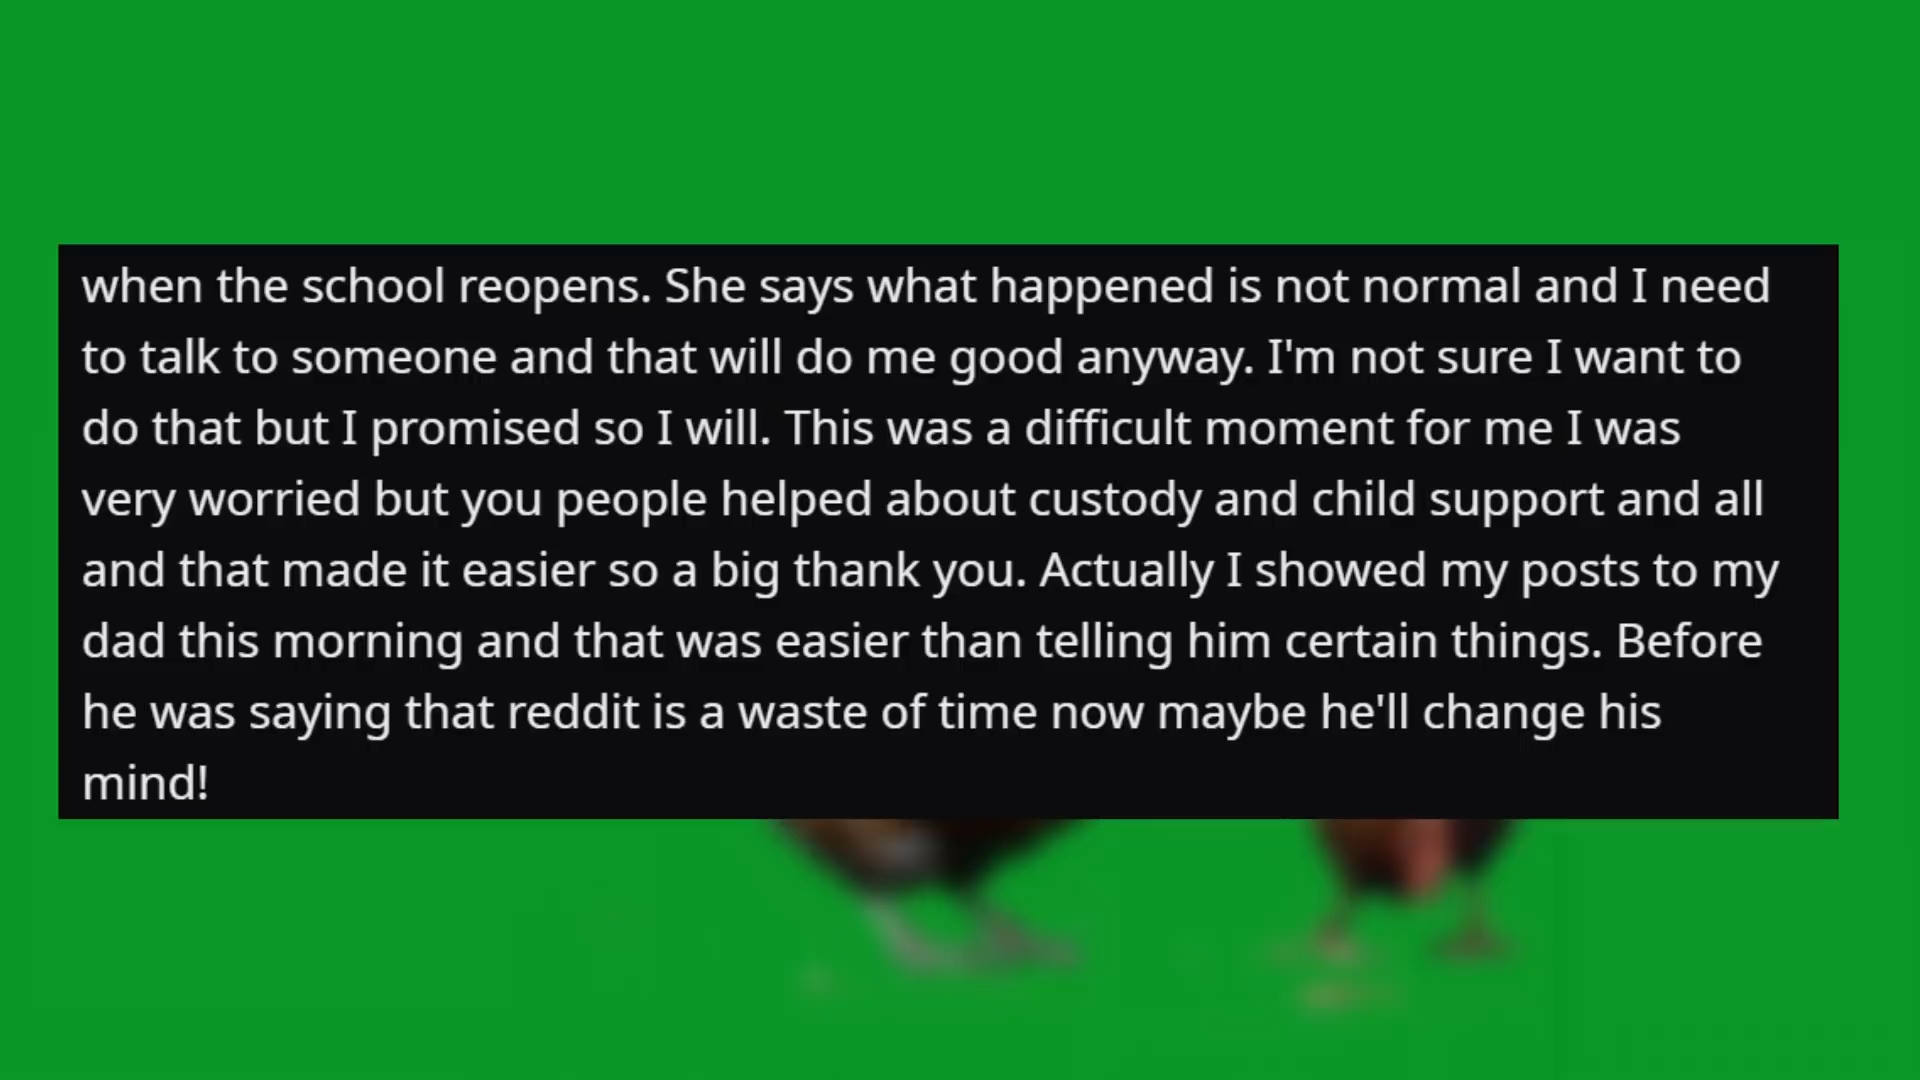 when the school reopens. She says what happened is not normal and I need
to talk to someone and that will do me good anyway. I'm not sure I want to
do that but I promised so I will. This was a difficult moment for me I was
very worried but you people helped about custody and child support and all
and that made it easier so a big thank you. Actually I showed my posts to my
dad this morning and that was easier than telling him certain things. Before
he was saying that reddit is a waste of time now maybe he'll change his
mind!